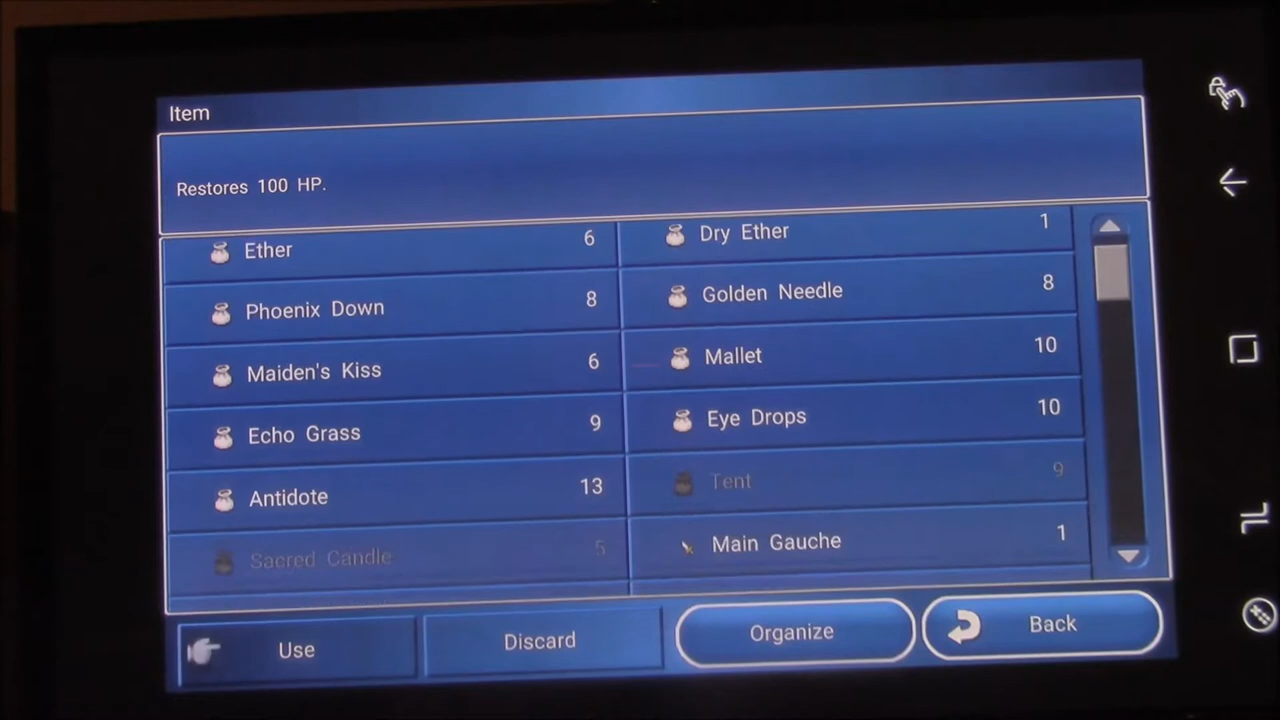 Item
Restores 100 HP.
Ether 6 Dry Ether 1
Phoenix Down 8 Golden Needle 8
Maiden's Kiss 6 Mallet 10
Echo Grass 9 Eye Drops 10
Antidote 13 Tent 9
Sacred Candle 5 Main Gauche 1
Use Discard Organize Back